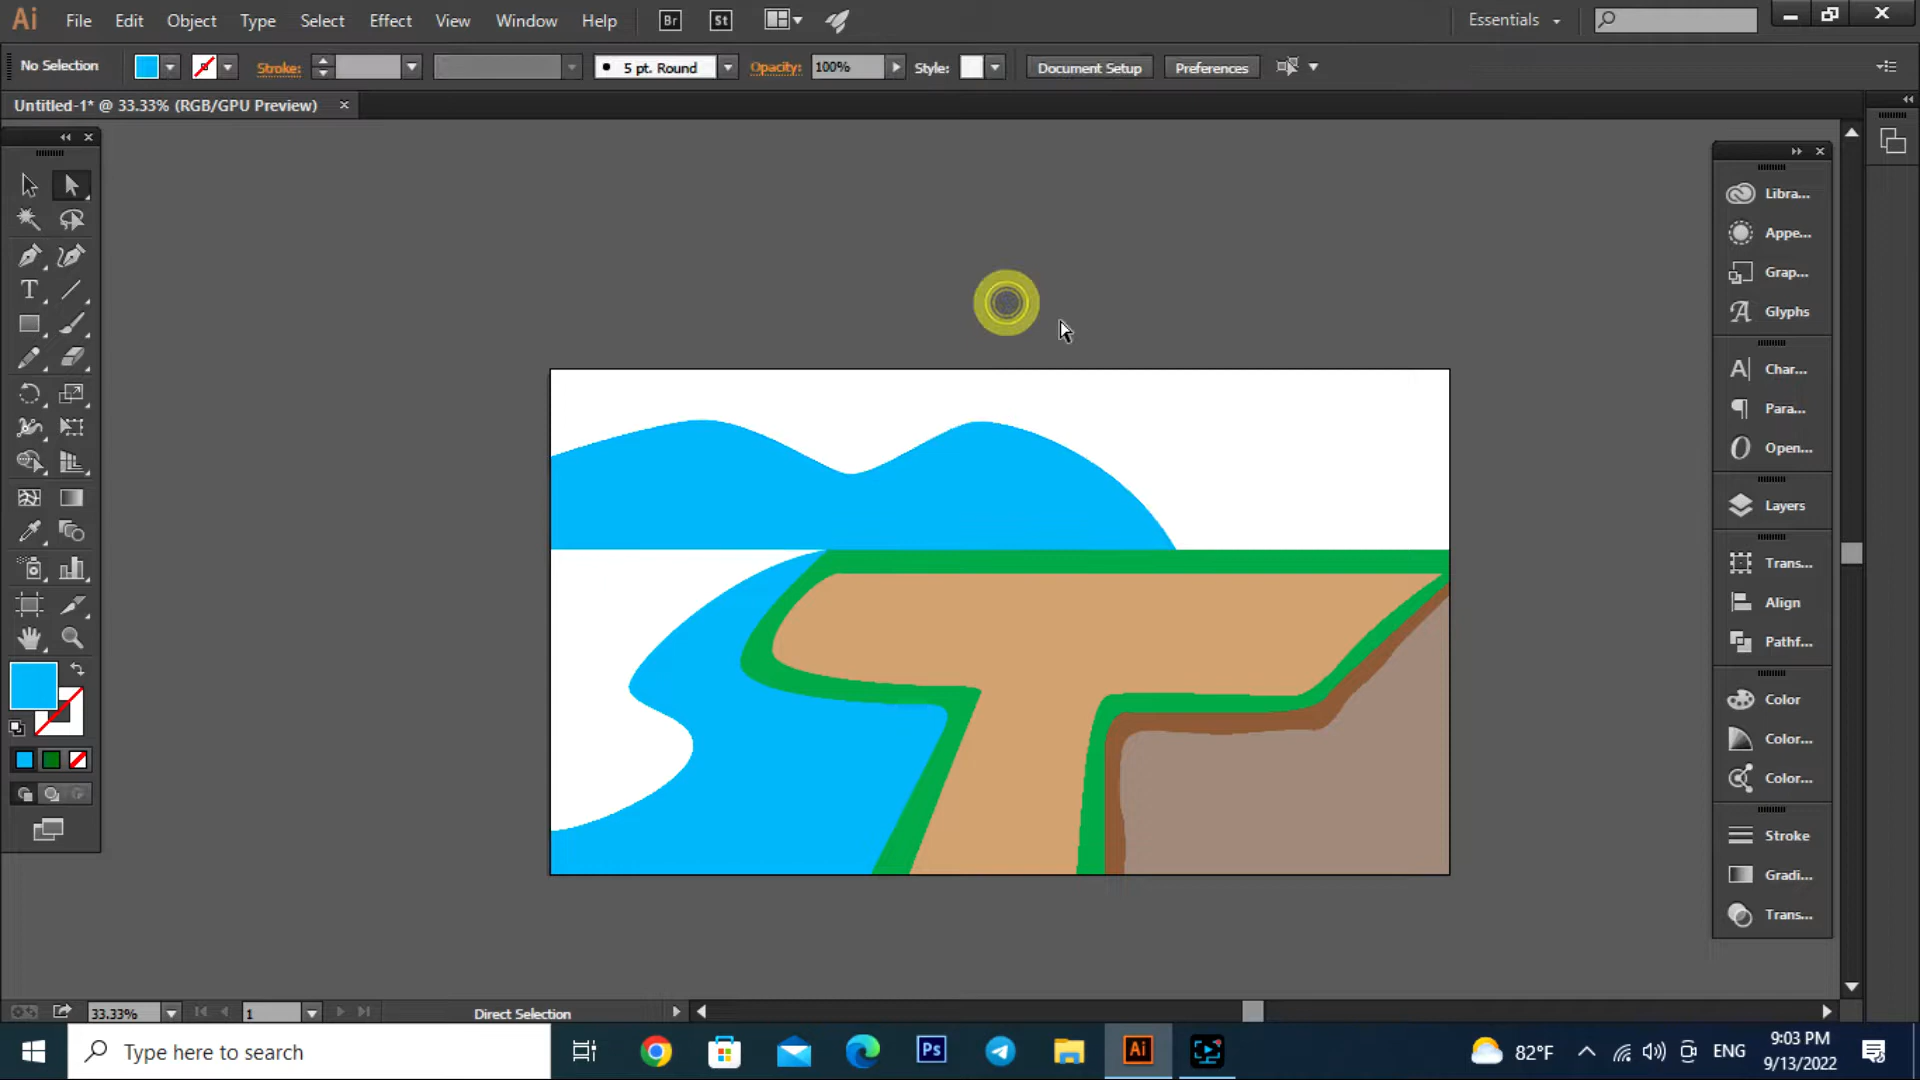 Ai File Edit Object Type Select Effect View Window Help Br St Essentials
No Selection Stroke: 5 pt. Round Opacity: 100% Style: Document Setup Preferences
Untitled-1* @ 33.33% (RGB/GPU Preview)
Libra...
Appe...
Grap...
Glyphs
Char...
Para...
Open...
Layers
Trans...
Align
Pathf...
Color
Color...
Color...
Stroke
Gradi...
Trans...
33.33% 1 Direct Selection
Type here to search Ps Ai 82°F ENG 9:03 PM
9/13/2022